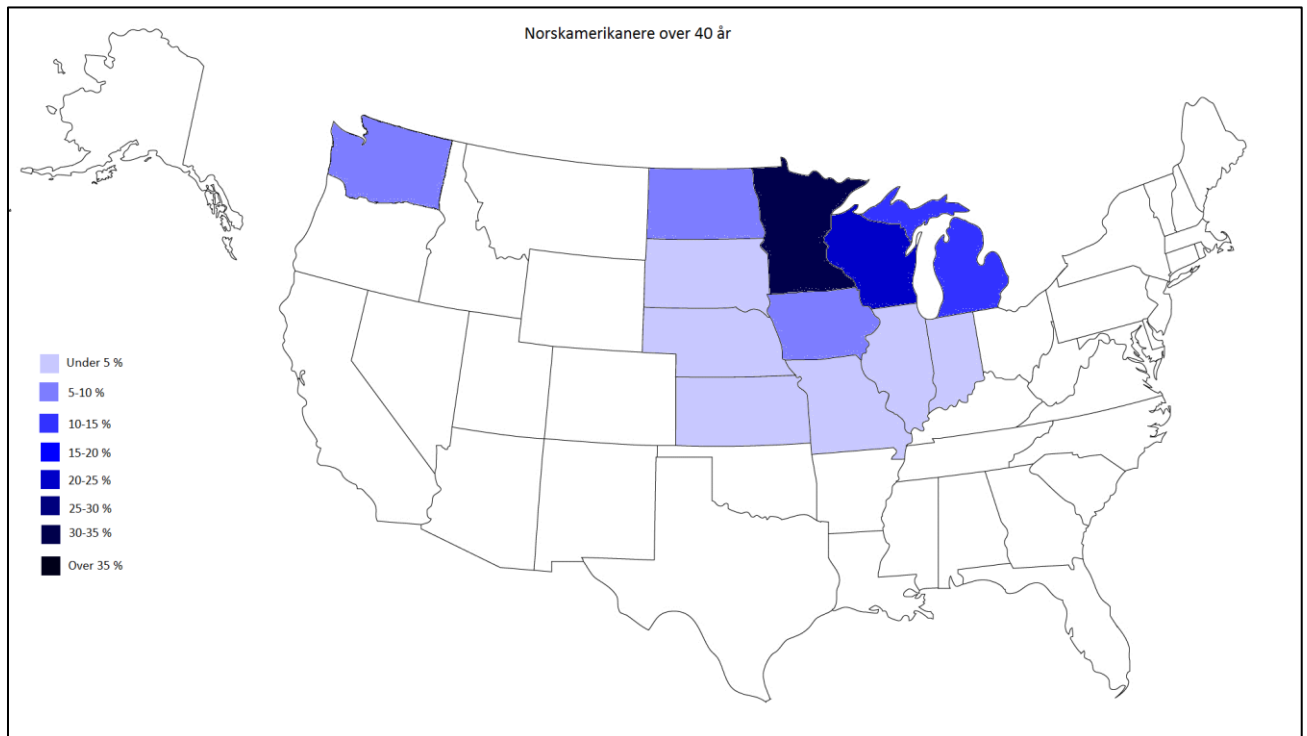 Norskamerikanere over 40 år
Under 5 %
5-10 %
10-15 %
15-20 %
20-25 %
25-30 %
30-35 %
Over 35 %